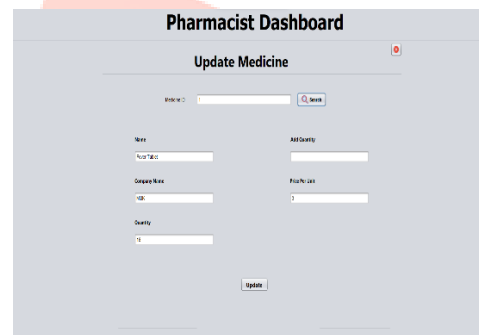 Pharmacist Dashboard
Update Medicine
Medicine ID
Search
Name Add Quantity
Company Name Price Per Unit
Quantity
Update